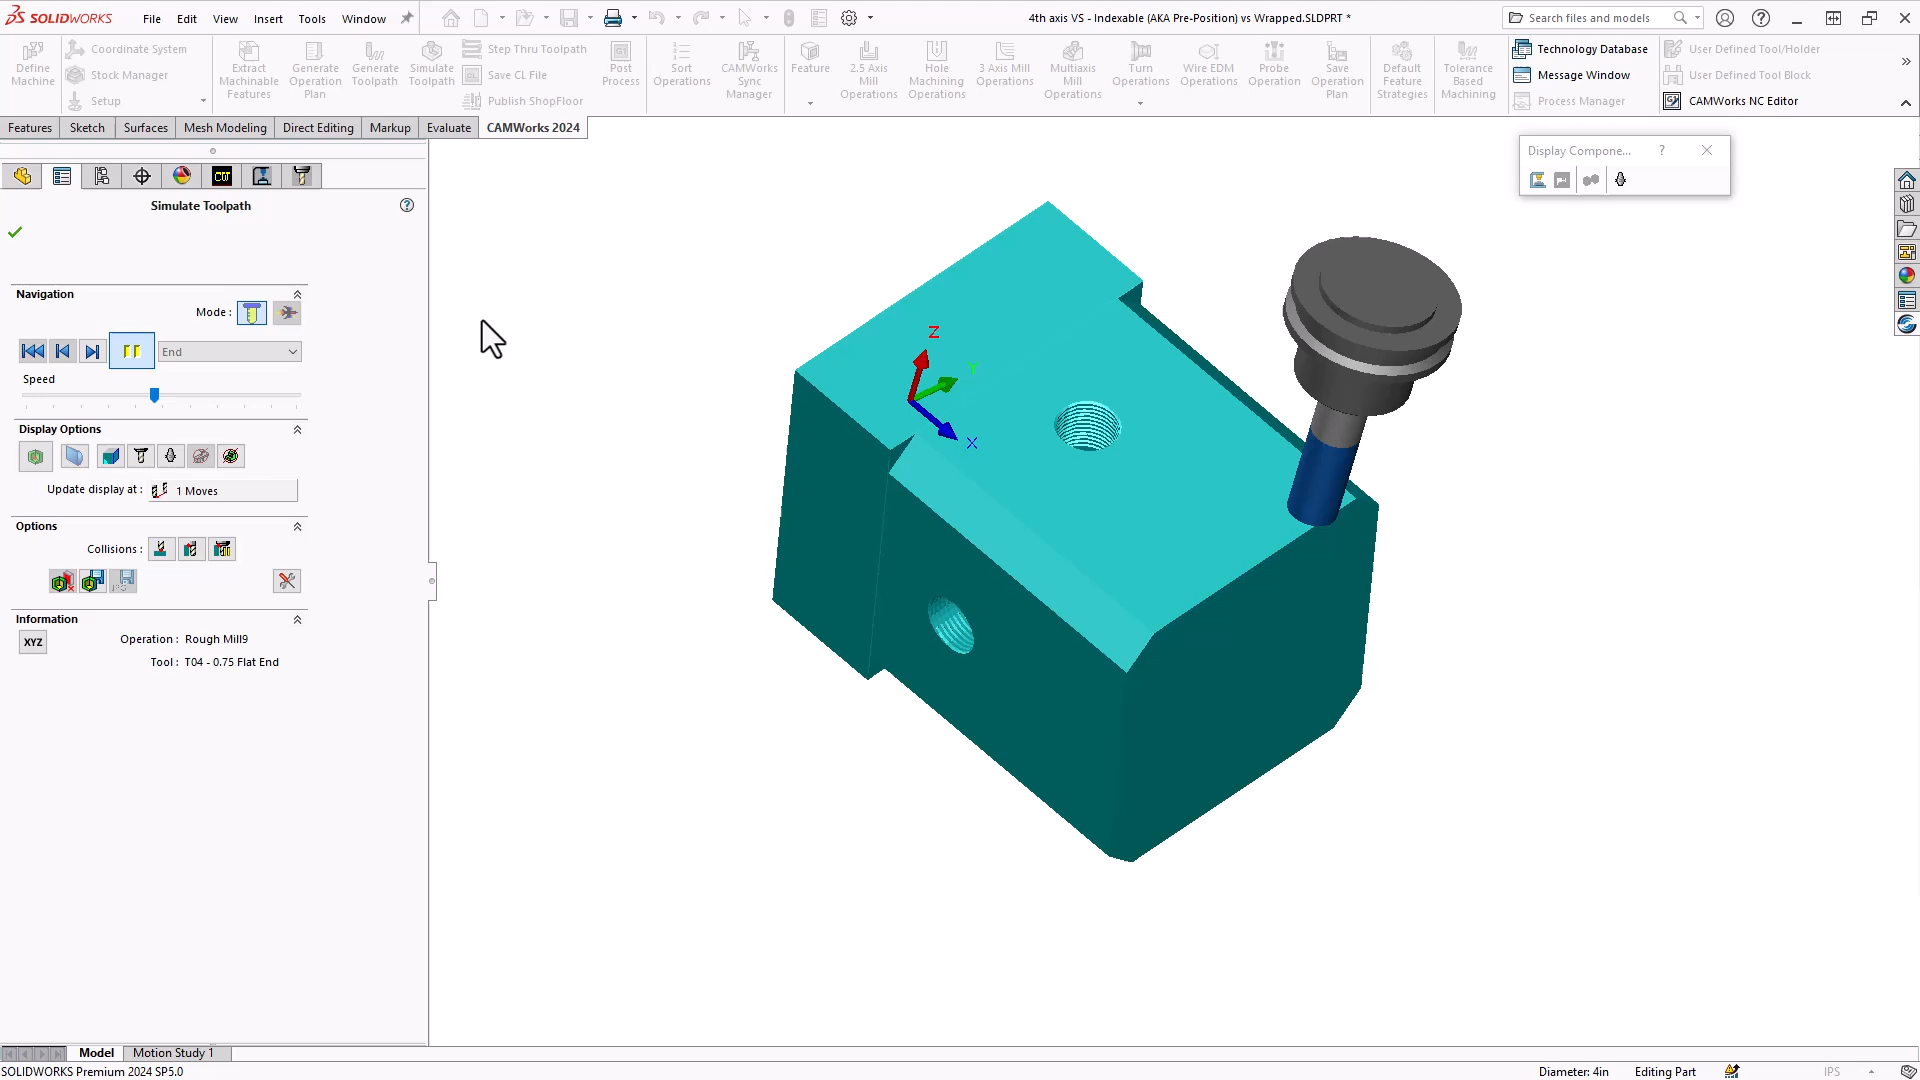 SOLIDWORKS File Edit View Insert Tools Window 4th axis VS - Indexable (AKA Pre-Position) vs Wrapped.SLDPRT * Search files and models
Define Machine
Coordinate System
Stock Manager
Setup
Extract Machinable Features
Generate Operation Plan
Generate Toolpath
Simulate Toolpath
Step Thru Toolpath
Save CL File
Publish ShopFloor
Post Process
Sort Operations
CAMWorks Sync Manager
Feature
2.5 Axis Mill Operations
Hole Machining Operations
3 Axis Mill Operations
Multiaxis Mill Operations
Turn Operations
Wire EDM Operations
Probe Operation
Save Operation Plan
Default Feature Strategies
Tolerance Based Machining
Technology Database
Message Window
Process Manager
User Defined Tool/Holder
User Defined Tool Block
CAMWorks NC Editor
Features Sketch Surfaces Mesh Modeling Direct Editing Markup Evaluate CAMWorks 2024
Display Compone... ?
Simulate Toolpath
Navigation
Mode :
End
Speed
Display Options
Update display at : 1 Moves
Options
Collisions :
Information
XYZ
Operation : Rough Mill9
Tool : T04 - 0.75 Flat End
Z
Y
X
Model Motion Study 1
SOLIDWORKS Premium 2024 SP5.0 Diameter: 4in Editing Part IPS